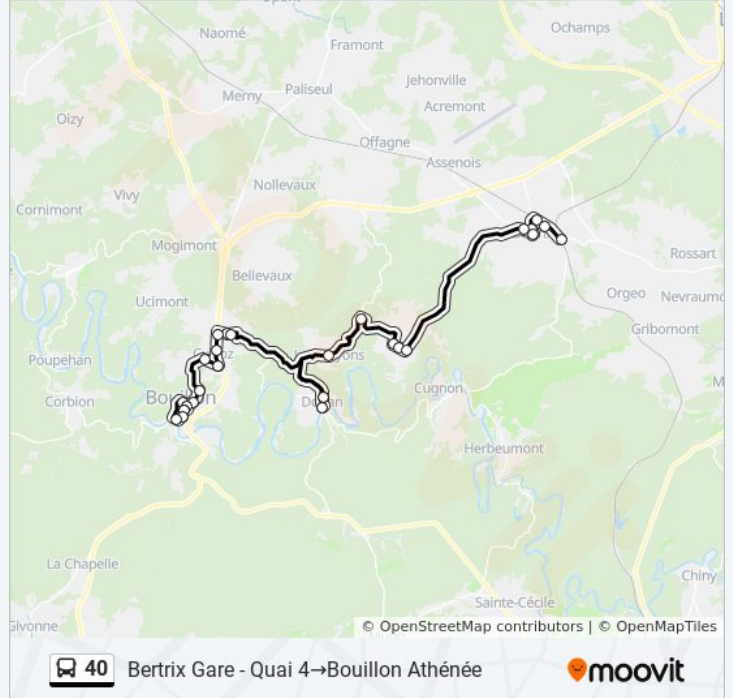 Ochamps
Naomé
Framont
Jehonville
Paliseul
Merny
Acremont
Oizy
Offagne
Assenois
Nollevaux
Vivy
Cornimont
Mogimont
Rossart
Bellevaux
Orgeo
Nevraumo
Ucimont
Gribomont
Poupehan
Cugnon
Corbion
Herbeumont
La Chapelle
Chiny
Sainte-Cécile
Givonne
© OpenStreetMap contributors | © OpenMapTiles
40 Bertrix Gare - Quai 4→Bouillon Athénée
moovit